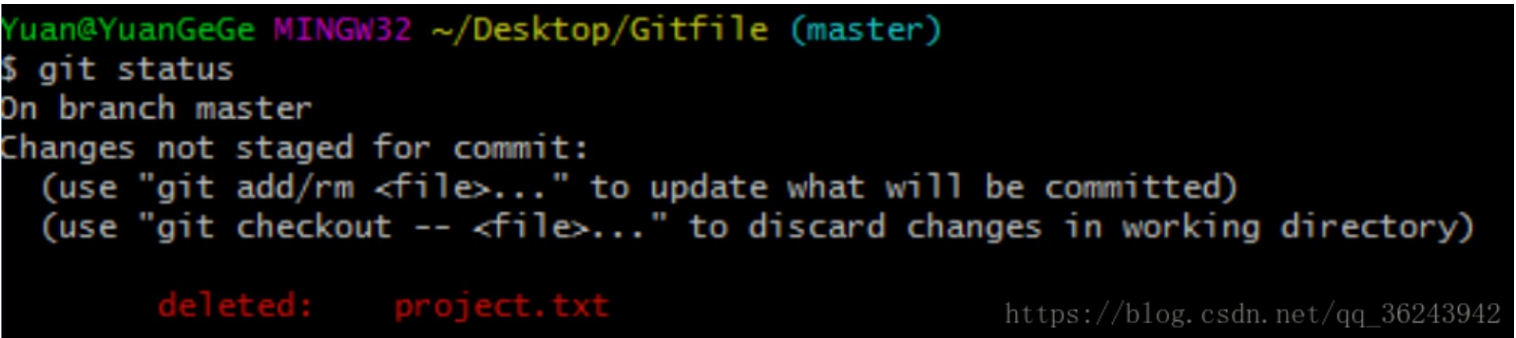 Yuan@YuanGeGe MINGW32 ~/Desktop/Gitfile (master)
$ git status
On branch master
Changes not staged for commit:
  (use "git add/rm <file>..." to update what will be committed)
  (use "git checkout -- <file>..." to discard changes in working directory)
        deleted:    project.txt
https://blog.csdn.net/qq_36243942